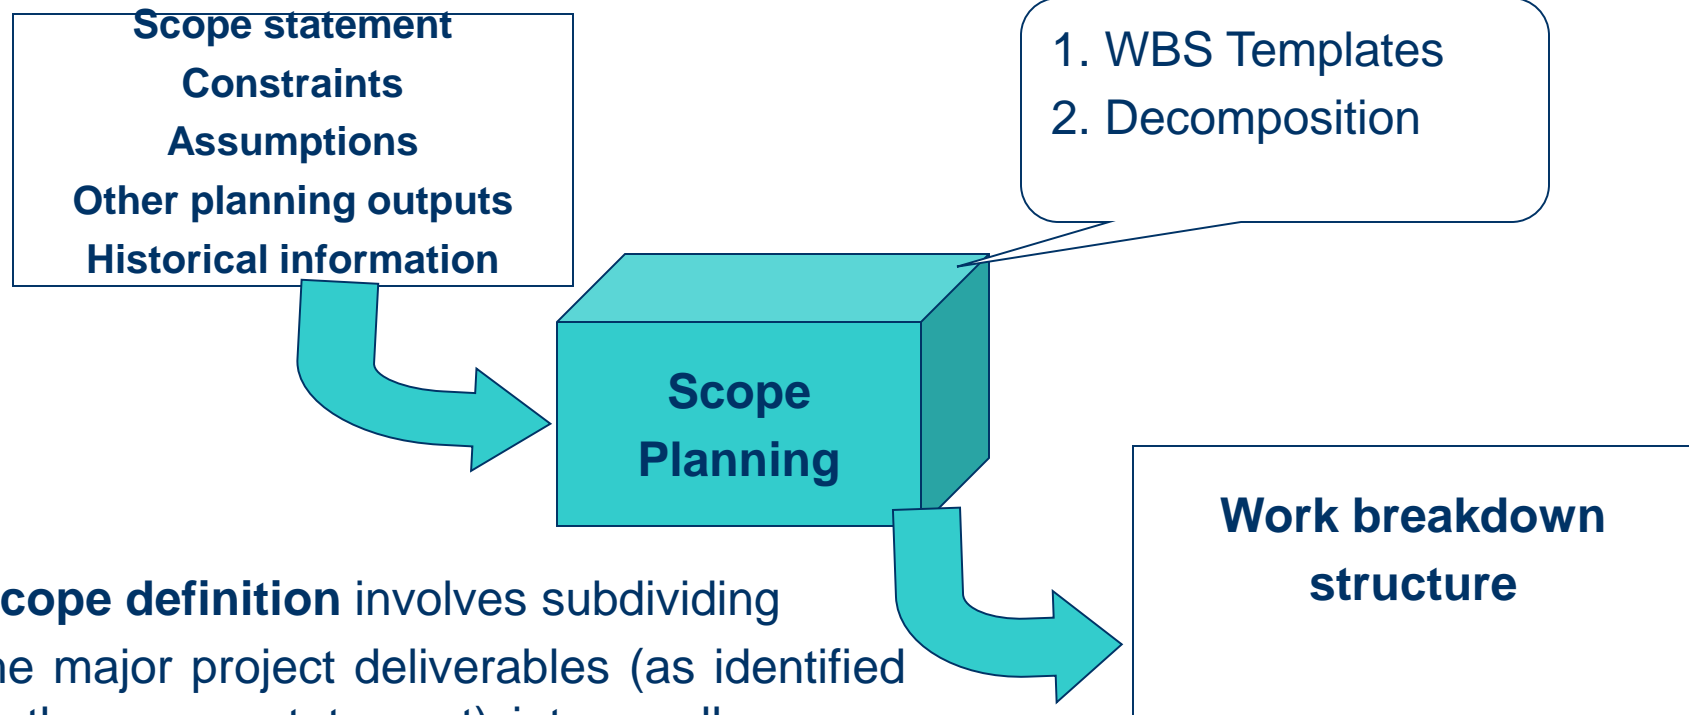 Scope statement
Constraints
Assumptions
Other planning outputs
Historical information
1. WBS Templates
2. Decomposition
Scope
Planning
Work breakdown
structure
cope definition involves subdividing
e major project deliverables (as identified